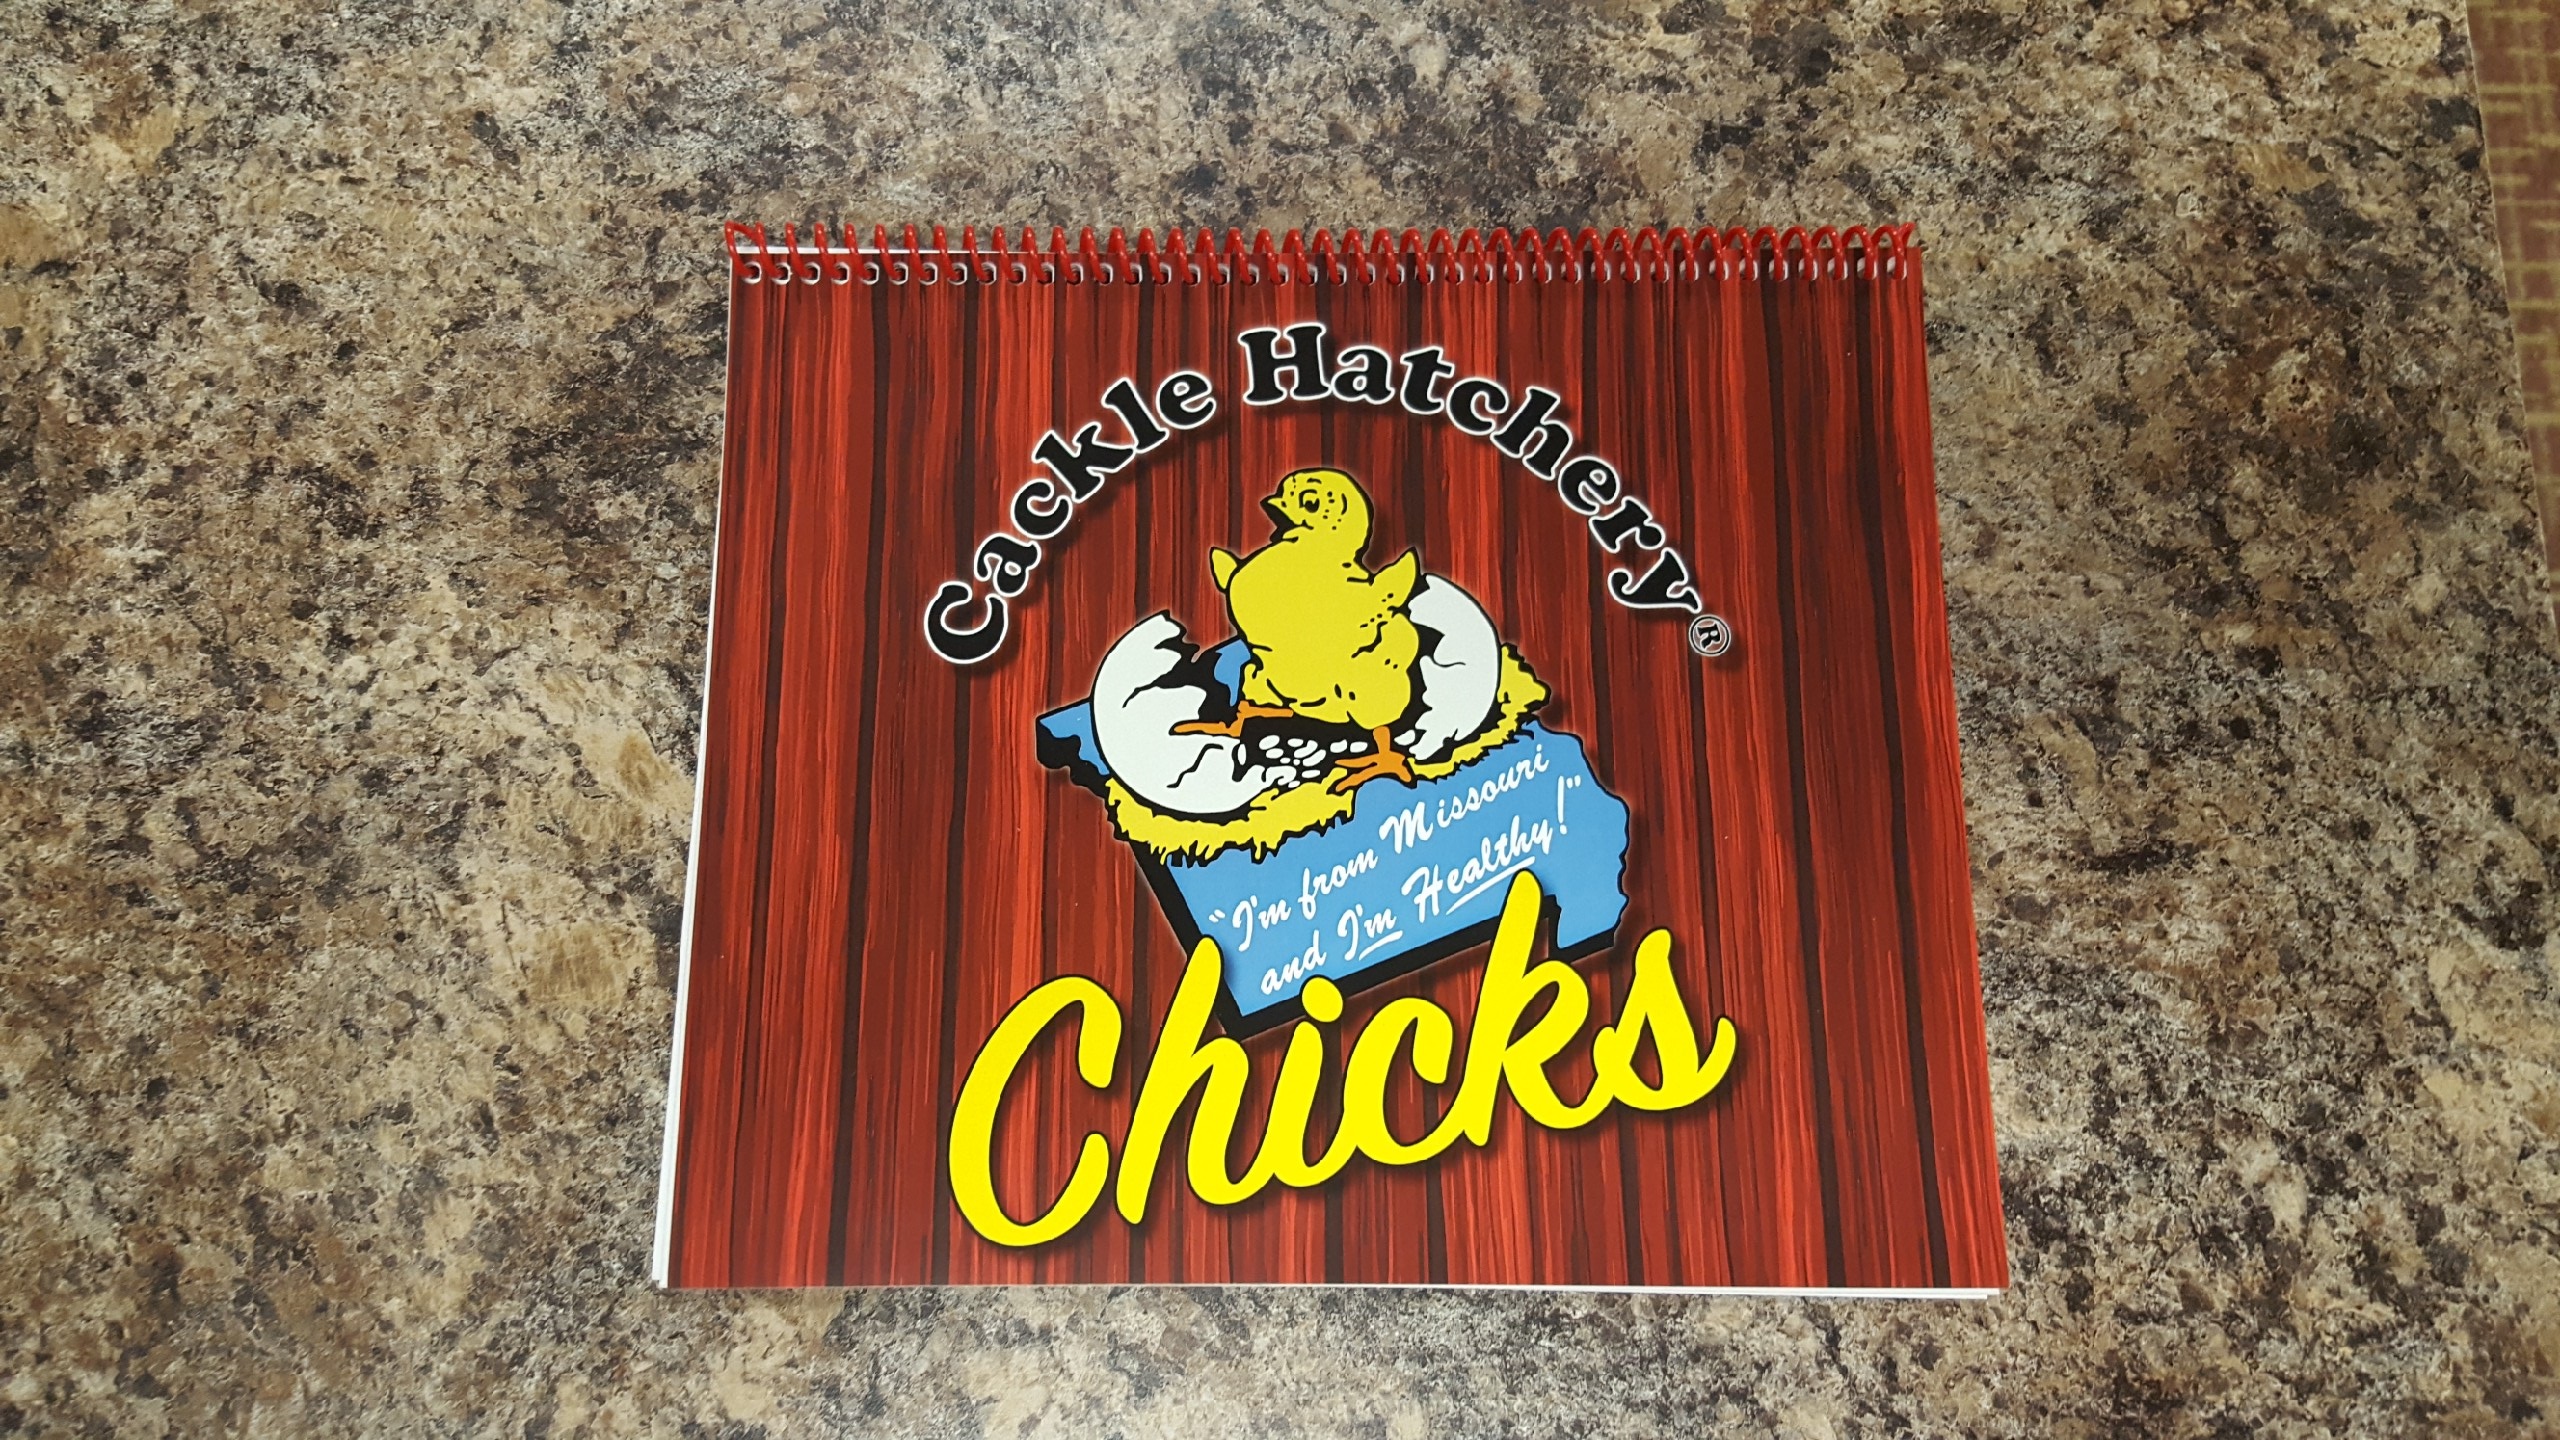 Cackle Hatchery®
"I'm from Missouri
and I'm Healthy!"
Chicks